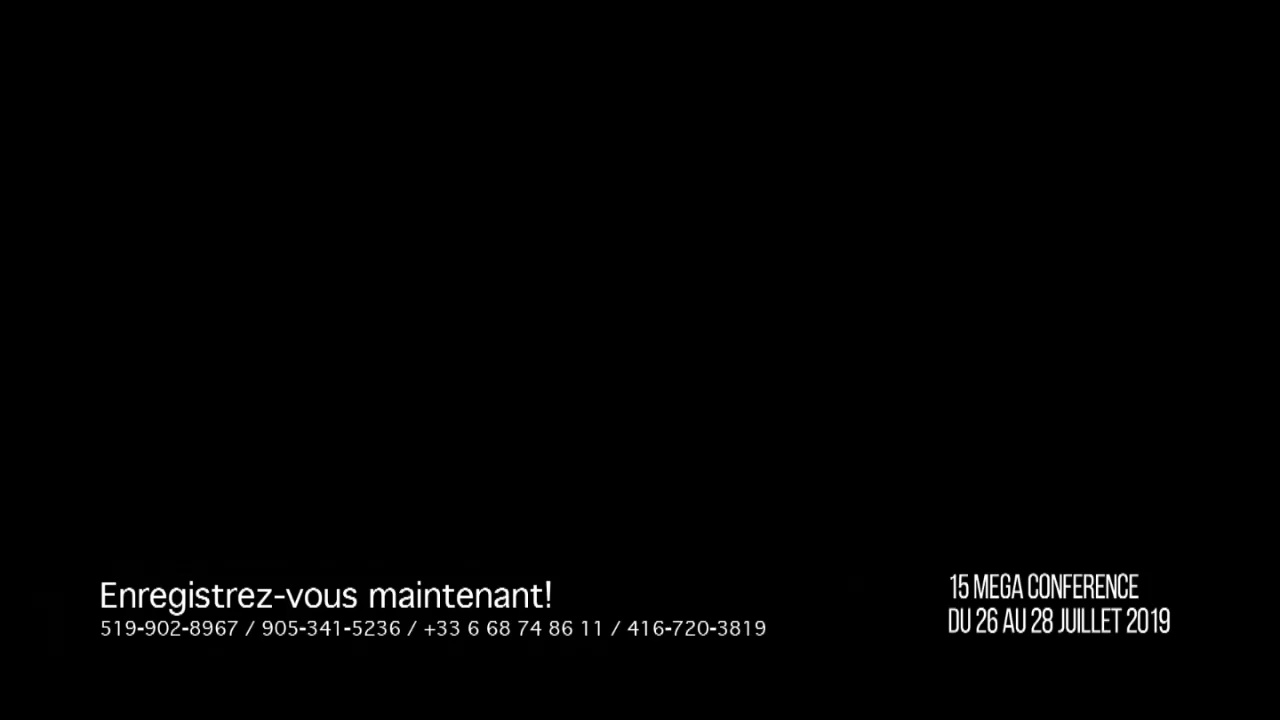 Enregistrez-vous maintenant!
519-902-8967 / 905-341-5236 / +33 6 68 74 86 11 / 416-720-3819
15 MEGA CONFERENCE
DU 26 AU 28 JUILLET 2019